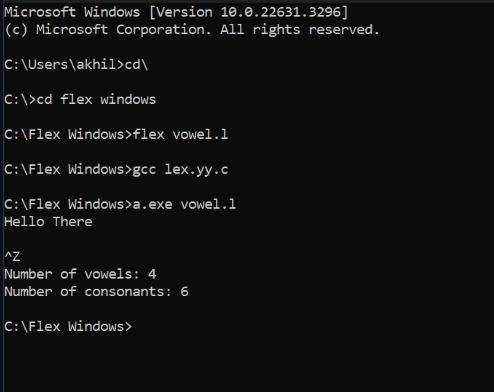 Microsoft Windows [Version 10.0.22631.3296]
(c) Microsoft Corporation. All rights reserved.
C:\Users\akhil>cd\
C:\>cd flex windows
C:\Flex Windows>flex vowel.l
C:\Flex Windows>gcc lex.yy.c
C:\Flex Windows>a.exe vowel.l
Hello There
^Z
Number of vowels: 4
Number of consonants: 6
C:\Flex Windows>